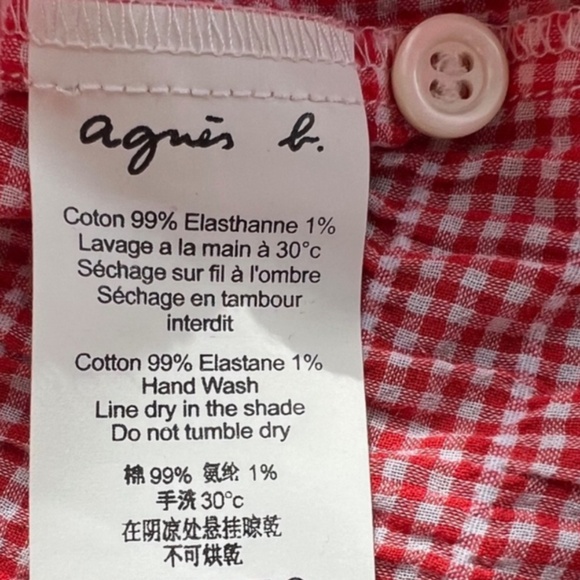 agnès b.
Coton 99% Elasthanne 1%
Lavage a la main à 30°c
Séchage sur fil à l'ombre
Séchage en tambour
interdit
Cotton 99% Elastane 1%
Hand Wash
Line dry in the shade
Do not tumble dry
棉 99% 氨纶 1%
手洗 30°c
在阴凉处悬挂晾乾
不可烘乾